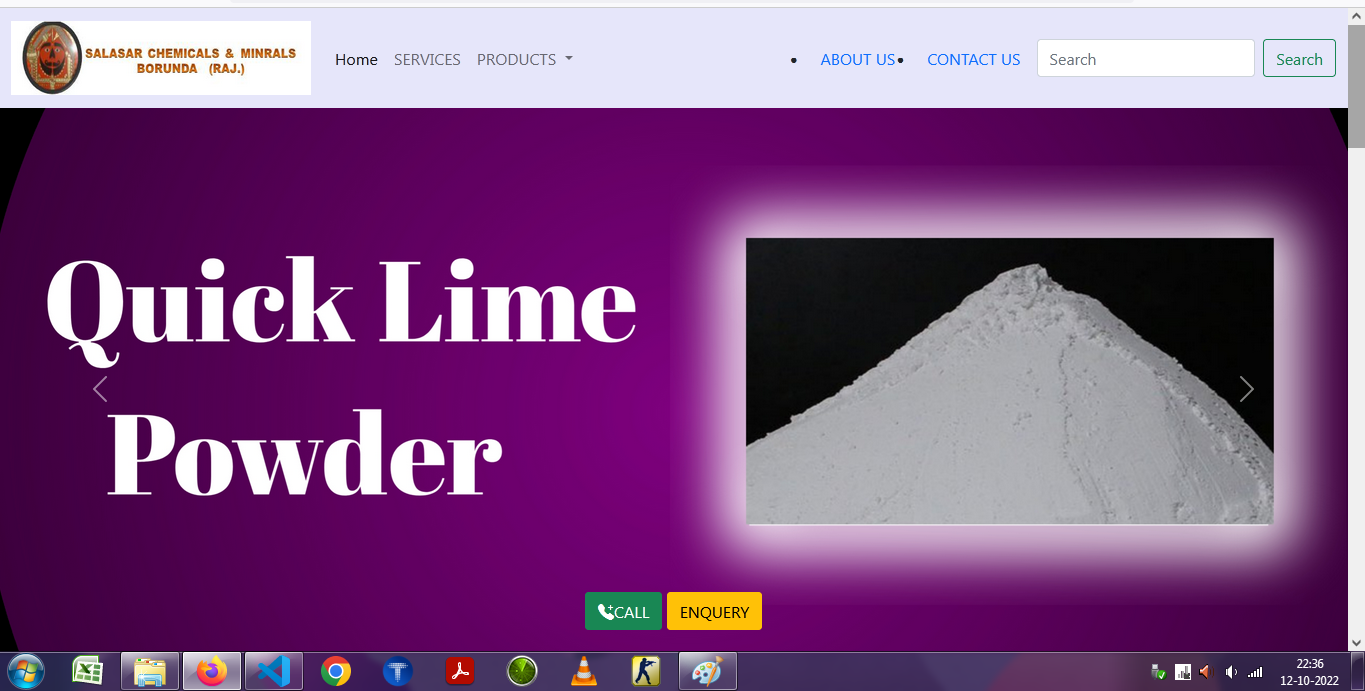 SALASAR CHEMICALS & MINRALS
BORUNDA (RAJ.)
Home SERVICES PRODUCTS
• ABOUT US • CONTACT US
Search
Search
Quick Lime
Powder
CALL
ENQUERY
22:36
12-10-2022